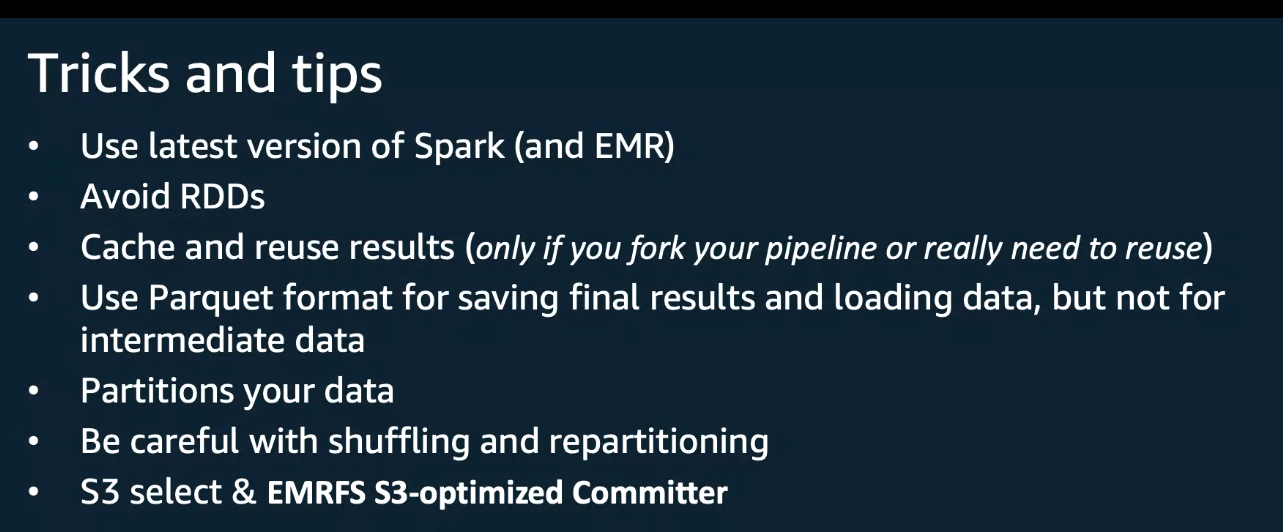 Tricks and tips
• Use latest version of Spark (and EMR)
• Avoid RDDs
• Cache and reuse results (only if you fork your pipeline or really need to reuse)
• Use Parquet format for saving final results and loading data, but not for
intermediate data
• Partitions your data
• Be careful with shuffling and repartitioning
• S3 select & EMRFS S3-optimized Committer